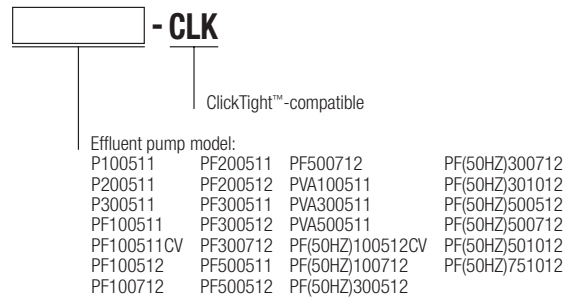 - CLK
ClickTight™-compatible
Effluent pump model:
P100511 PF200511 PF500712 PF(50HZ)300712
P200511 PF200512 PVA100511 PF(50HZ)301012
P300511 PF300511 PVA300511 PF(50HZ)500512
PF100511 PF300512 PVA500511 PF(50HZ)500712
PF100511CV PF300712 PF(50HZ)100512CV PF(50HZ)501012
PF100512 PF500511 PF(50HZ)100712 PF(50HZ)751012
PF100712 PF500512 PF(50HZ)300512